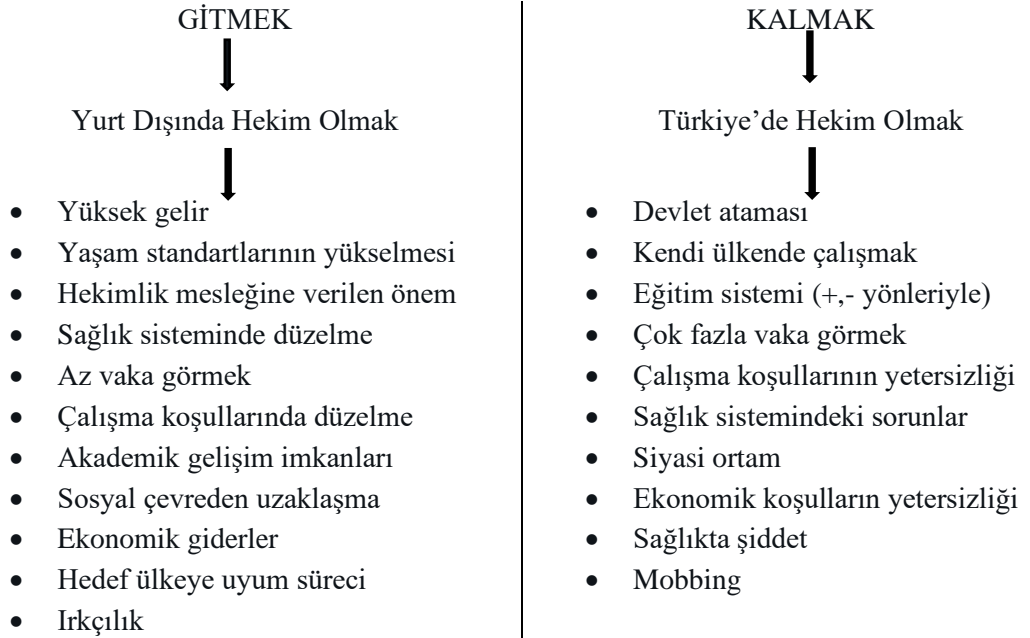 GİTMEK
Yurt Dışında Hekim Olmak
• Yüksek gelir
• Yaşam standartlarının yükselmesi
• Hekimlik mesleğine verilen önem
• Sağlık sisteminde düzelme
• Az vaka görmek
• Çalışma koşullarında düzelme
• Akademik gelişim imkanları
• Sosyal çevreden uzaklaşma
• Ekonomik giderler
• Hedef ülkeye uyum süreci
• Irkçılık
KALMAK
Türkiye’de Hekim Olmak
• Devlet ataması
• Kendi ülkende çalışmak
• Eğitim sistemi (+,- yönleriyle)
• Çok fazla vaka görmek
• Çalışma koşullarının yetersizliği
• Sağlık sistemindeki sorunlar
• Siyasi ortam
• Ekonomik koşulların yetersizliği
• Sağlıkta şiddet
• Mobbing